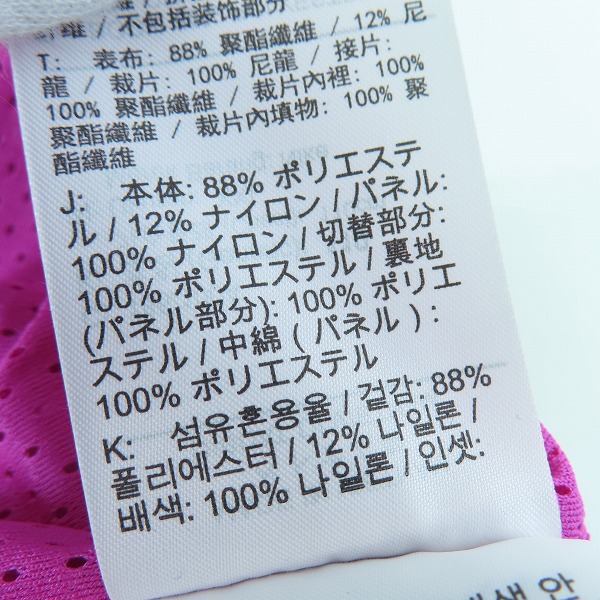 纤维 / 不包括装饰部分
T: 表布: 88% 聚酯纖維 / 12% 尼
龍 / 裁片: 100% 尼龍 / 接片:
100% 聚酯纖維 / 裁片內裡: 100%
聚酯纖維 / 裁片內填物: 100% 聚
酯纖維
J: 本体: 88% ポリエステ
ル / 12% ナイロン / パネル:
100% ナイロン / 切替部分:
100% ポリエステル / 裏地
(パネル部分): 100% ポリエ
ステル / 中綿 ( パネル ) :
100% ポリエステル
K: 섬유혼용율 / 겉감: 88%
폴리에스터 / 12% 나일론 /
배색: 100% 나일론 / 인셋: